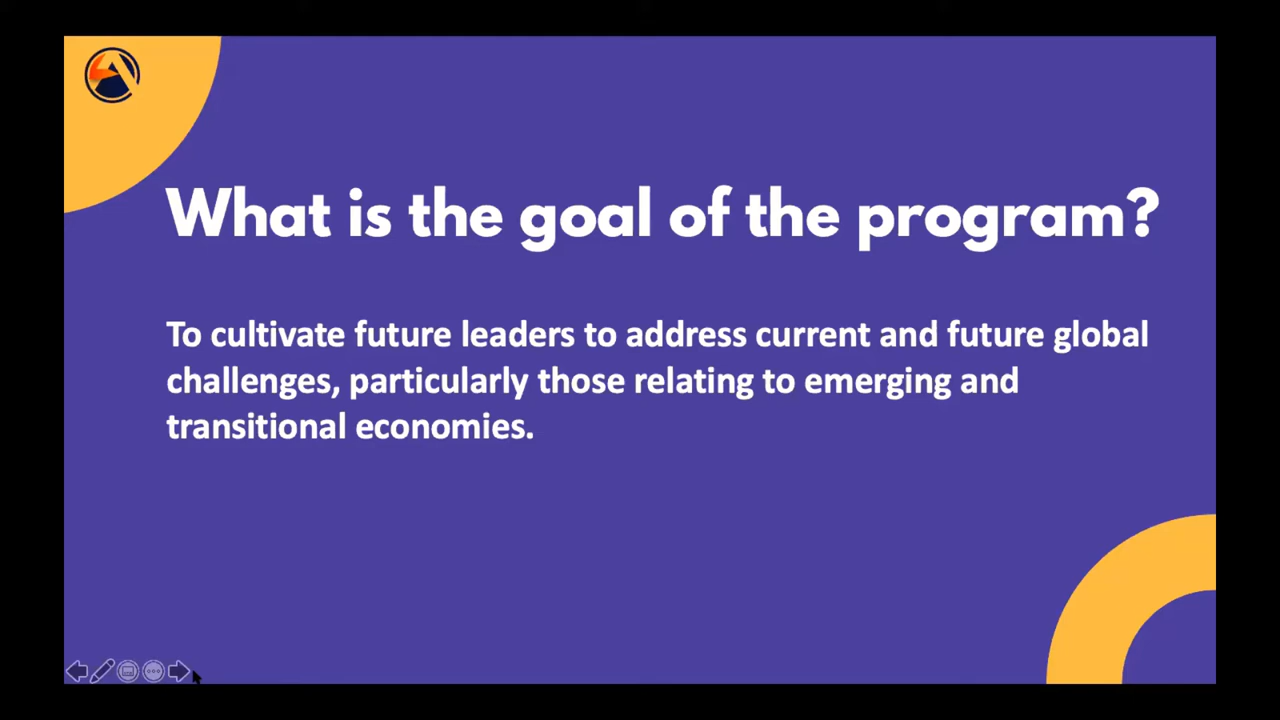 What is the goal of the program?
To cultivate future leaders to address current and future global
challenges, particularly those relating to emerging and
transitional economies.